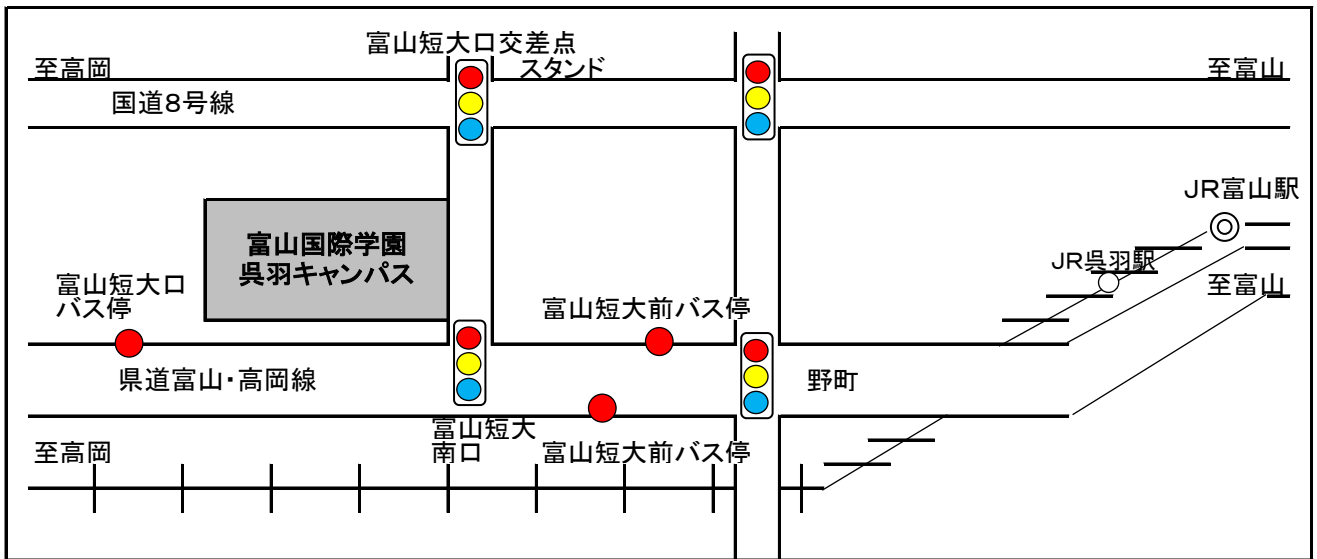 富山短大口交差点
至高岡
スタンド
至富山
国道8号線
JR富山駅
富山国際学園
呉羽キャンパス
JR呉羽駅
富山短大口
バス停
富山短大前バス停
至富山
県道富山・高岡線
野町
富山短大
南口
至高岡
富山短大前バス停